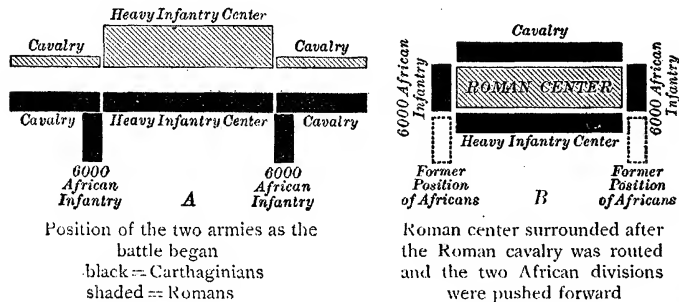 Heavy Infantry Center
Cavalry
Cavalry
Cavalry
Heavy Infantry Center
Cavalry
6000
African
Infantry
A
6000
African
Infantry
Position of the two armies as the
battle began
black = Carthaginians
shaded = Romans
Cavalry
6000 African
Infantry
ROMAN CENTER
6000 African
Infantry
Heavy Infantry Center
Former
Position
of Africans
B
Former
Position
of Africans
Roman center surrounded after
the Roman cavalry was routed
and the two African divisions
were pushed forward